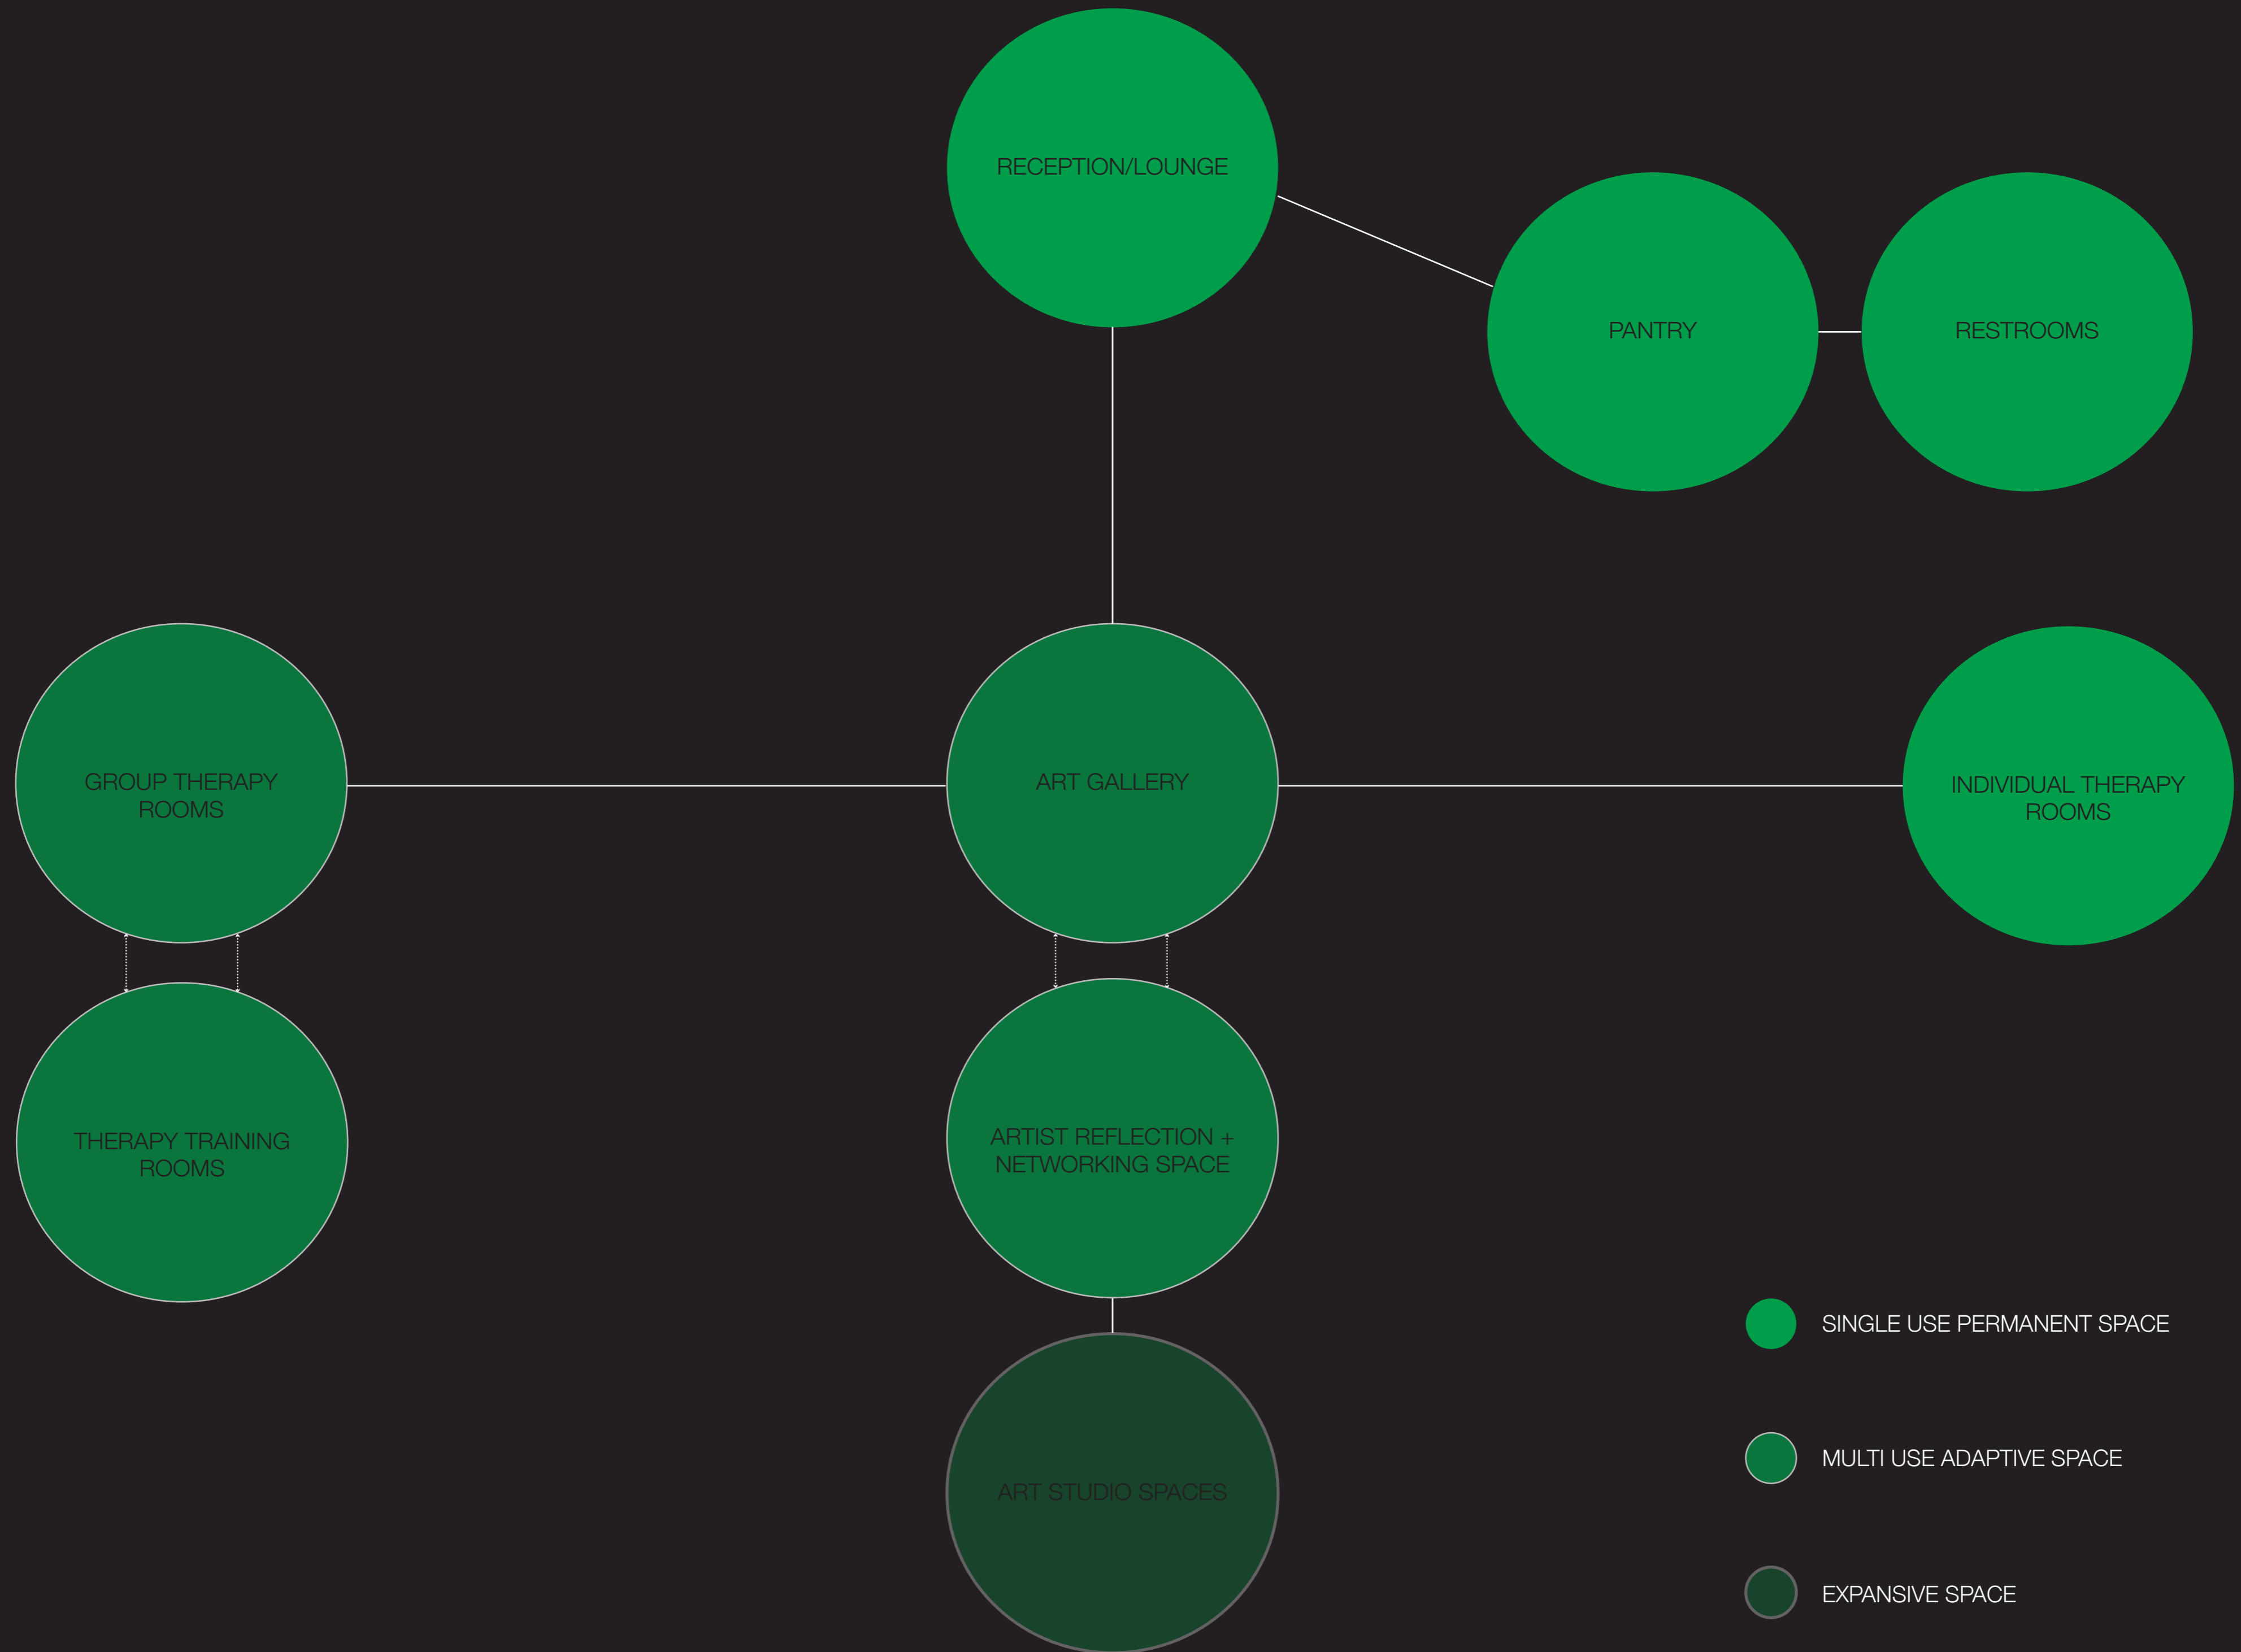 RECEPTION/LOUNGE
PANTRY
RESTROOMS
GROUP THERAPY
ROOMS
ART GALLERY
INDIVIDUAL THERAPY
ROOMS
THERAPY TRAINING
ROOMS
ARTIST REFLECTION +
NETWORKING SPACE
ART STUDIO SPACES
SINGLE USE PERMANENT SPACE
MULTI USE ADAPTIVE SPACE
EXPANSIVE SPACE